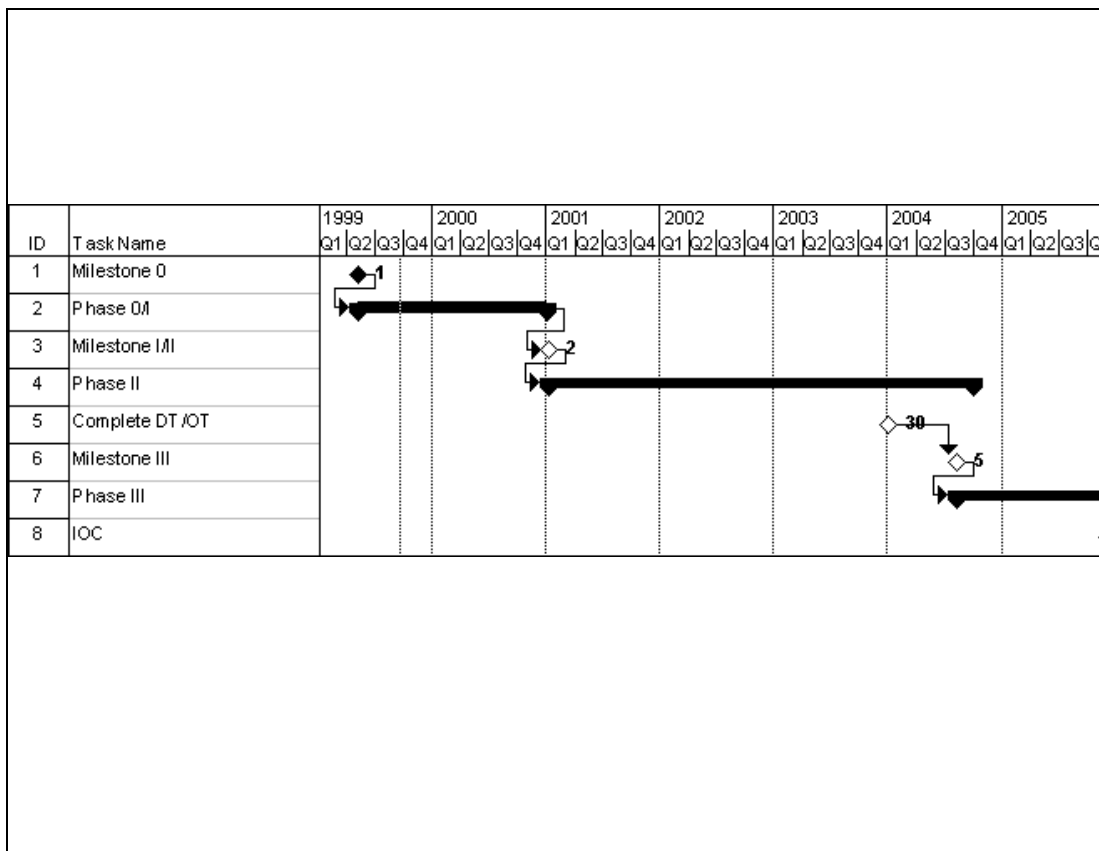 1999 2000 2001 2002 2003 2004 2005
ID Task Name Q1 Q2 Q3 Q4 Q1 Q2 Q3 Q4 Q1 Q2 Q3 Q4 Q1 Q2 Q3 Q4 Q1 Q2 Q3 Q4 Q1 Q2 Q3 Q4 Q1 Q2 Q3
1 Milestone 0 1
2 Phase 0/I
3 Milestone I/II 2
4 Phase II
5 Complete DT/OT 30
6 Milestone III 5
7 Phase III
8 IOC